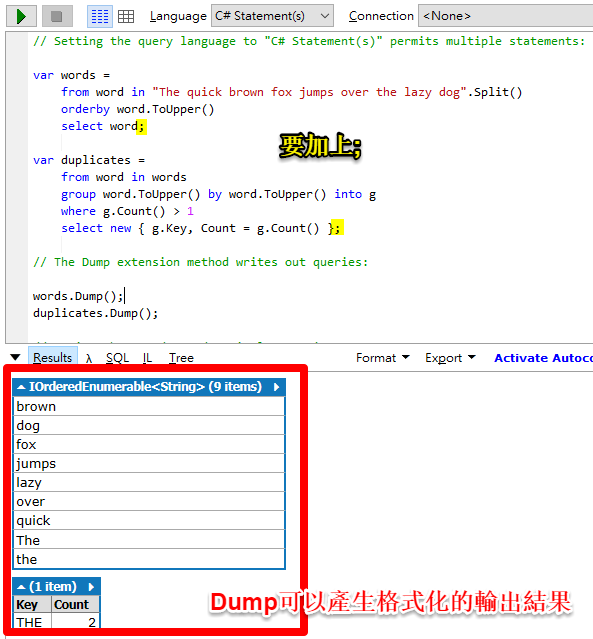 Language C# Statement(s) Connection <None>
// Setting the query language to "C# Statement(s)" permits multiple statements:
var words =
from word in "The quick brown fox jumps over the lazy dog".Split()
orderby word.ToUpper()
select word;
要加上;
var duplicates =
from word in words
group word.ToUpper() by word.ToUpper() into g
where g.Count() > 1
select new { g.Key, Count = g.Count() };
// The Dump extension method writes out queries:
words.Dump();
duplicates.Dump();
Results λ SQL IL Tree Format Export Activate Autoco
IOrderedEnumerable<String> (9 items)
brown
dog
fox
jumps
lazy
over
quick
The
the
(1 item)
Key Count
THE 2
Dump可以產生格式化的輸出結果